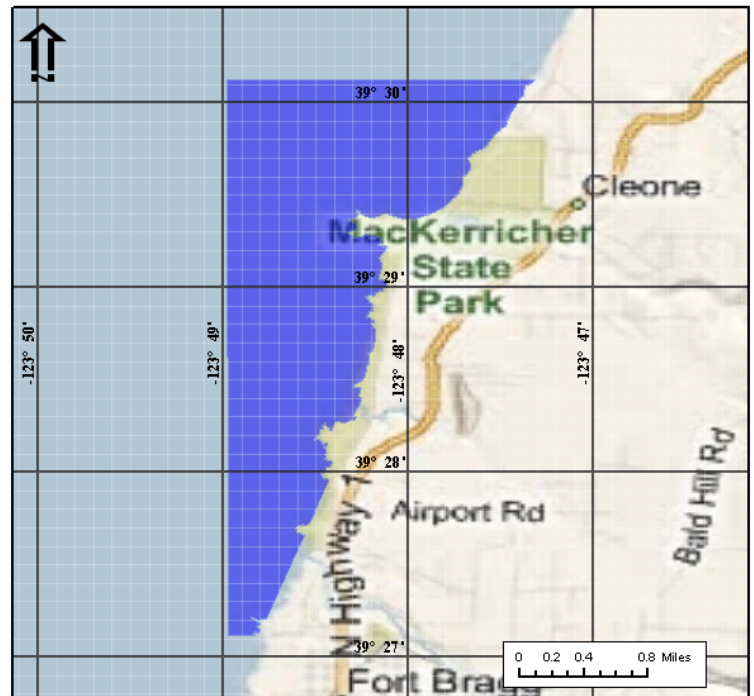 N
39° 30'
Cleone
MacKerricher
State
Park
39° 29'
-123° 50'
-123° 49'
-123° 48'
-123° 47'
39° 28'
Airport Rd
Bald Hill Rd
N Highway 1
39° 27'
0 0.2 0.4 0.8 Miles
Fort Bragg